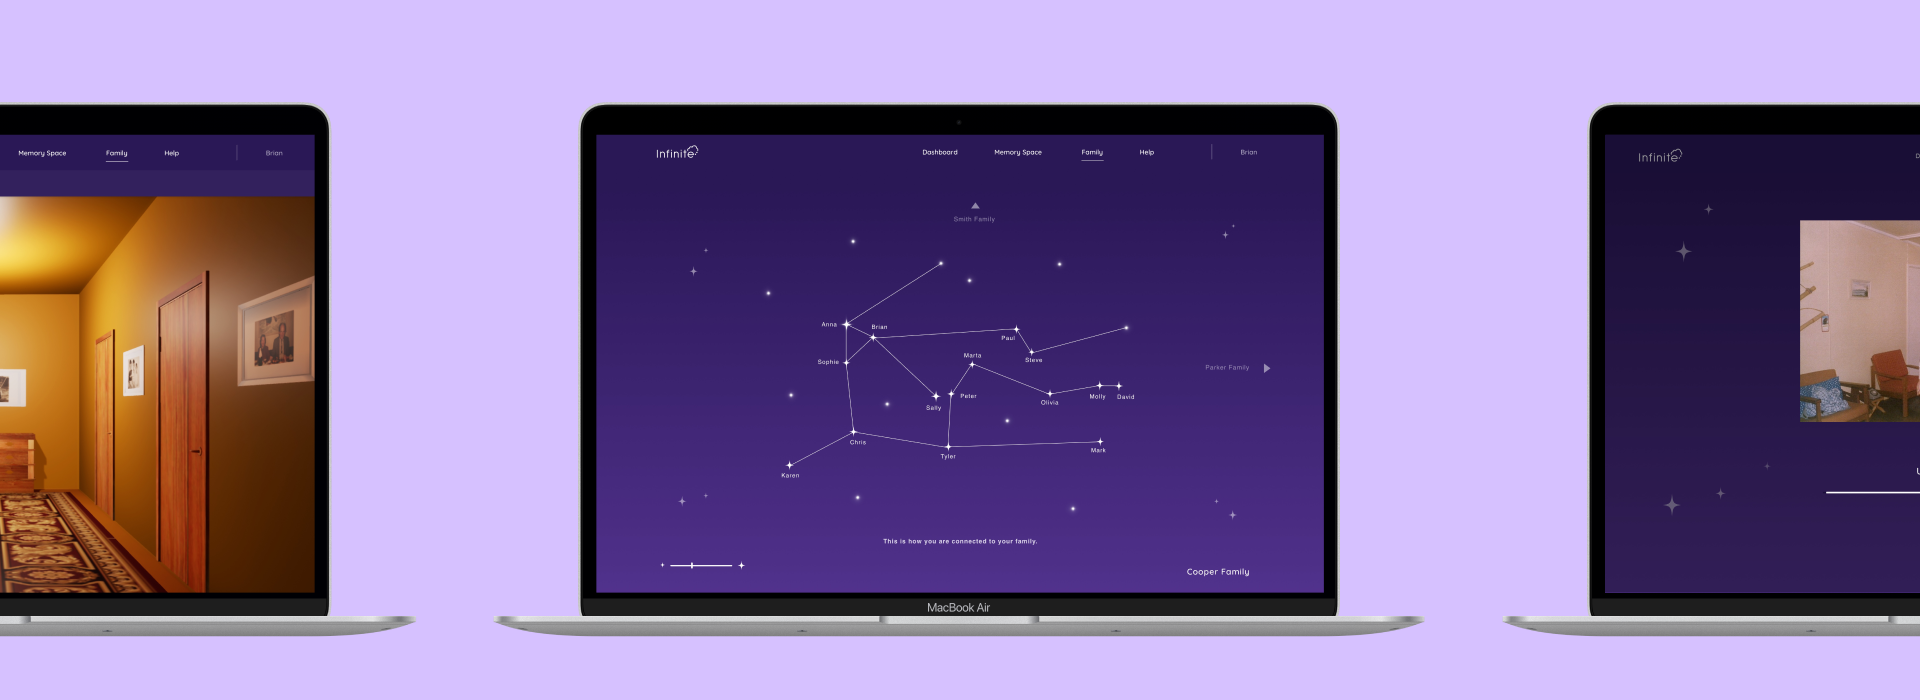 Memory Space Family Help Brian
Infinite
Dashboard Memory Space Family Help Brian
Smith Family
Anna
Brian
Paul
Sophie
Marta
Steve
Parker Family
Sally
Peter
Olivia
Molly
David
Chris
Tyler
Mark
Karen
This is how you are connected to your family.
Cooper Family
MacBook Air
Infinite